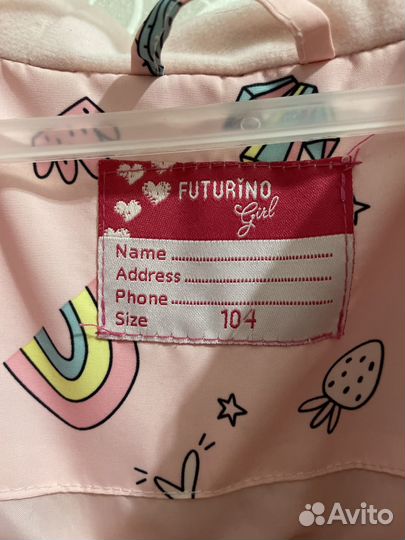 FUTURiNO
Girl
Name
Address
Phone
Size 104
Avito